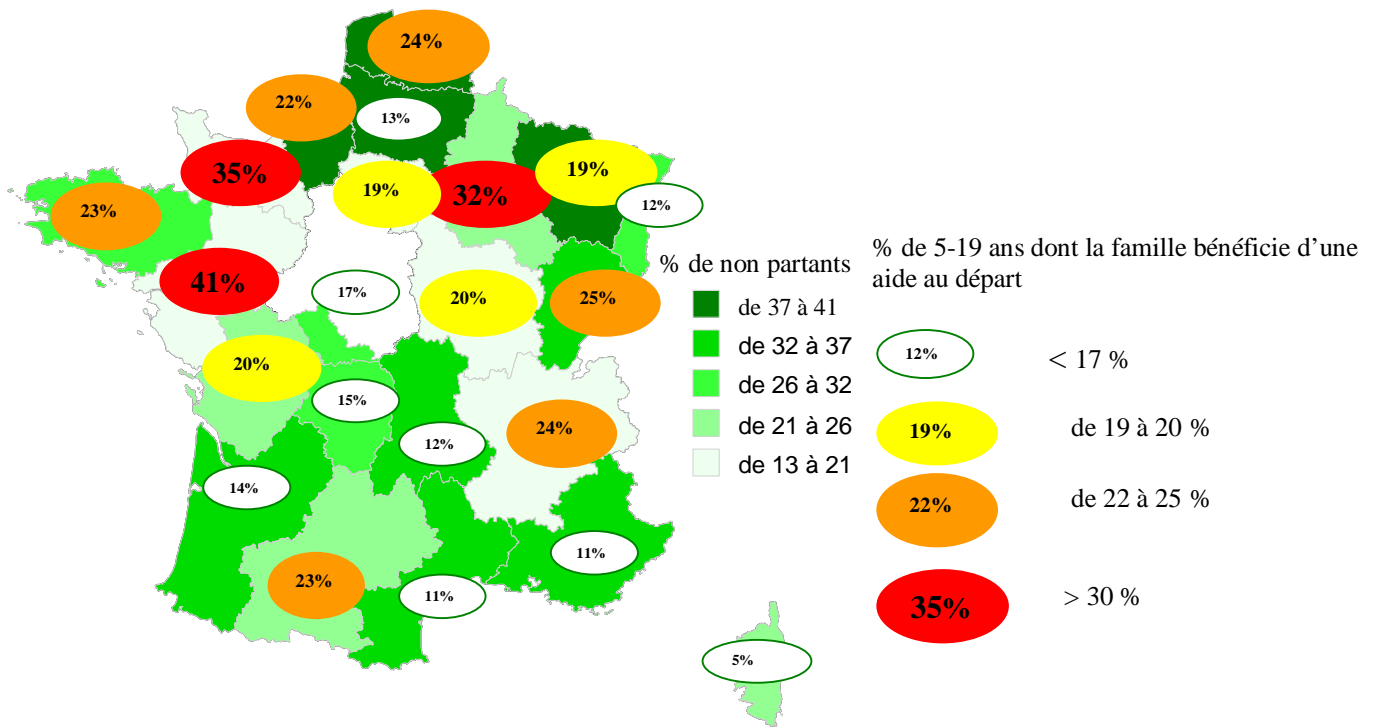 24%
22%
13%
35%
19%
32%
19%
12%
23%
41%
17%
20%
25%
20%
15%
12%
24%
14%
11%
23%
11%
5%
% de non partants
de 37 à 41
de 32 à 37
de 26 à 32
de 21 à 26
de 13 à 21
% de 5-19 ans dont la famille bénéficie d’une
aide au départ
12% < 17 %
19% de 19 à 20 %
22% de 22 à 25 %
35% > 30 %